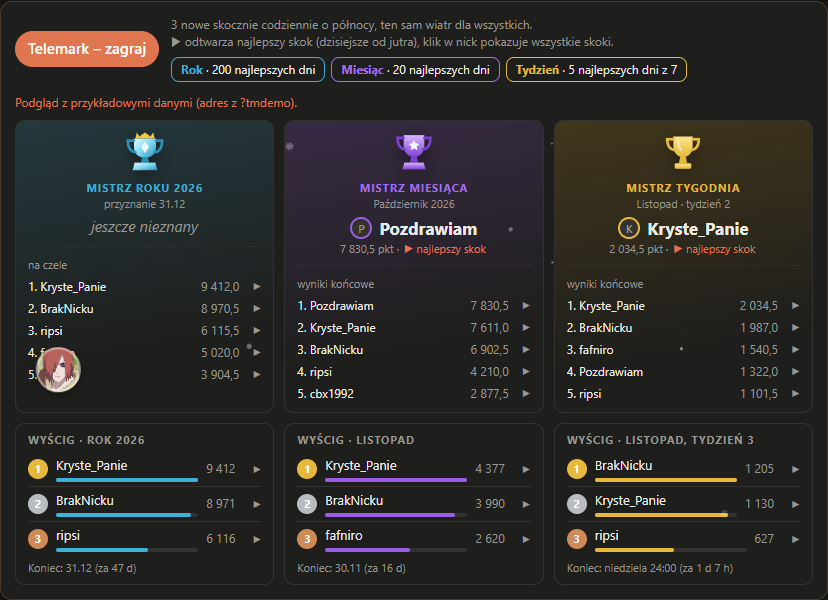 Telemark – zagraj
3 nowe skocznie codziennie o północy, ten sam wiatr dla wszystkich.
▶ odtwarza najlepszy skok (dzisiejsze od jutra), klik w nick pokazuje wszystkie skoki.
Rok · 200 najlepszych dni
Miesiąc · 20 najlepszych dni
Tydzień · 5 najlepszych dni z 7
Podgląd z przykładowymi danymi (adres z ?tmdemo).
MISTRZ ROKU 2026
przyznanie 31.12
jeszcze nieznany
na czele
1. Kryste_Panie 9 412,0 ▶
2. BrakNicku 8 970,5 ▶
3. ripsi 6 115,5 ▶
4. 5 020,0 ▶
5. 3 904,5 ▶
MISTRZ MIESIĄCA
Październik 2026
P Pozdrawiam
7 830,5 pkt · ▶ najlepszy skok
wyniki końcowe
1. Pozdrawiam 7 830,5 ▶
2. Kryste_Panie 7 611,0 ▶
3. BrakNicku 6 902,5 ▶
4. ripsi 4 210,0 ▶
5. cbx1992 2 877,5 ▶
MISTRZ TYGODNIA
Listopad · tydzień 2
K Kryste_Panie
2 034,5 pkt · ▶ najlepszy skok
wyniki końcowe
1. Kryste_Panie 2 034,5 ▶
2. BrakNicku 1 987,0 ▶
3. fafniro 1 540,5 ▶
4. Pozdrawiam 1 322,0 ▶
5. ripsi 1 101,5 ▶
WYŚCIG · ROK 2026
1 Kryste_Panie 9 412 ▶
2 BrakNicku 8 971 ▶
3 ripsi 6 116 ▶
Koniec: 31.12 (za 47 d)
WYŚCIG · LISTOPAD
1 Kryste_Panie 4 377 ▶
2 BrakNicku 3 990 ▶
3 fafniro 2 620 ▶
Koniec: 30.11 (za 16 d)
WYŚCIG · LISTOPAD, TYDZIEŃ 3
1 BrakNicku 1 205 ▶
2 Kryste_Panie 1 130 ▶
3 ripsi 627 ▶
Koniec: niedziela 24:00 (za 1 d 7 h)